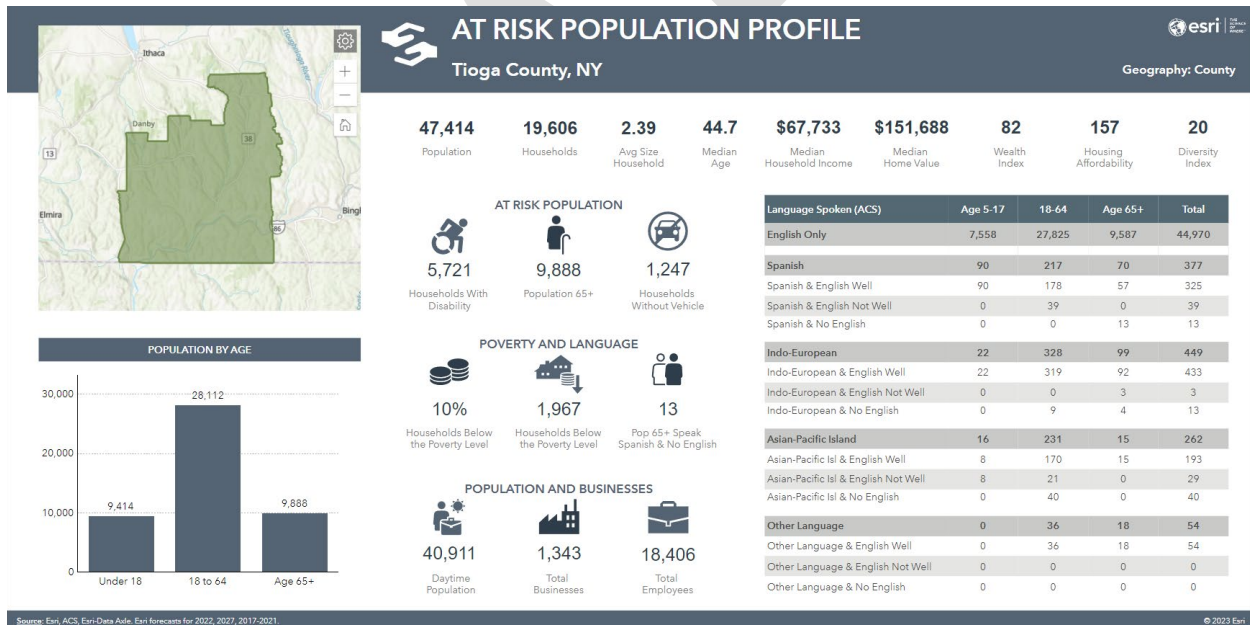 AT RISK POPULATION PROFILE
Tioga County, NY
esri
THE
SCIENCE
OF
WHERE
Geography: County
Ithaca
Danby
38
13
Elmira
86
Bing
47,414
Population
19,606
Households
2.39
Avg Size
Household
44.7
Median
Age
$67,733
Median
Household Income
$151,688
Median
Home Value
82
Wealth
Index
157
Housing
Affordability
20
Diversity
Index
POPULATION BY AGE
30,000
20,000
10,000
0
9,414
28,112
9,888
Under 18
18 to 64
Age 65+
AT RISK POPULATION
5,721
Households With
Disability
9,888
Population 65+
1,247
Households
Without Vehicle
POVERTY AND LANGUAGE
10%
Households Below
the Poverty Level
1,967
Households Below
the Poverty Level
13
Pop 65+ Speak
Spanish & No English
POPULATION AND BUSINESSES
40,911
Daytime
Population
1,343
Total
Businesses
18,406
Total
Employees
Language Spoken (ACS) Age 5-17 18-64 Age 65+ Total
English Only 7,558 27,825 9,587 44,970
Spanish 90 217 70 377
Spanish & English Well 90 178 57 325
Spanish & English Not Well 0 39 0 39
Spanish & No English 0 0 13 13
Indo-European 22 328 99 449
Indo-European & English Well 22 319 92 433
Indo-European & English Not Well 0 0 3 3
Indo-European & No English 0 9 4 13
Asian-Pacific Island 16 231 15 262
Asian-Pacific Isl & English Well 8 170 15 193
Asian-Pacific Isl & English Not Well 8 21 0 29
Asian-Pacific Isl & No English 0 40 0 40
Other Language 0 36 18 54
Other Language & English Well 0 36 18 54
Other Language & English Not Well 0 0 0 0
Other Language & No English 0 0 0 0
Source: Esri, ACS, Esri-Data Axle. Esri forecasts for 2022, 2027, 2017-2021.
© 2023 Esri